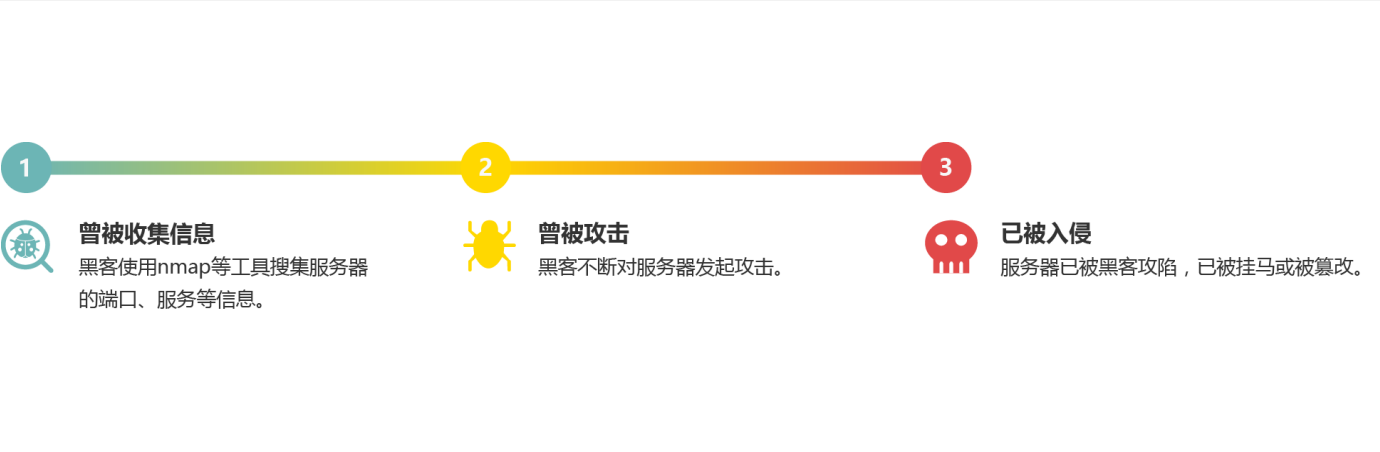 1
2
3
曾被收集信息
黑客使用nmap等工具搜集服务器
的端口、服务等信息。
曾被攻击
黑客不断对服务器发起攻击。
已被入侵
服务器已被黑客攻陷，已被挂马或被篡改。